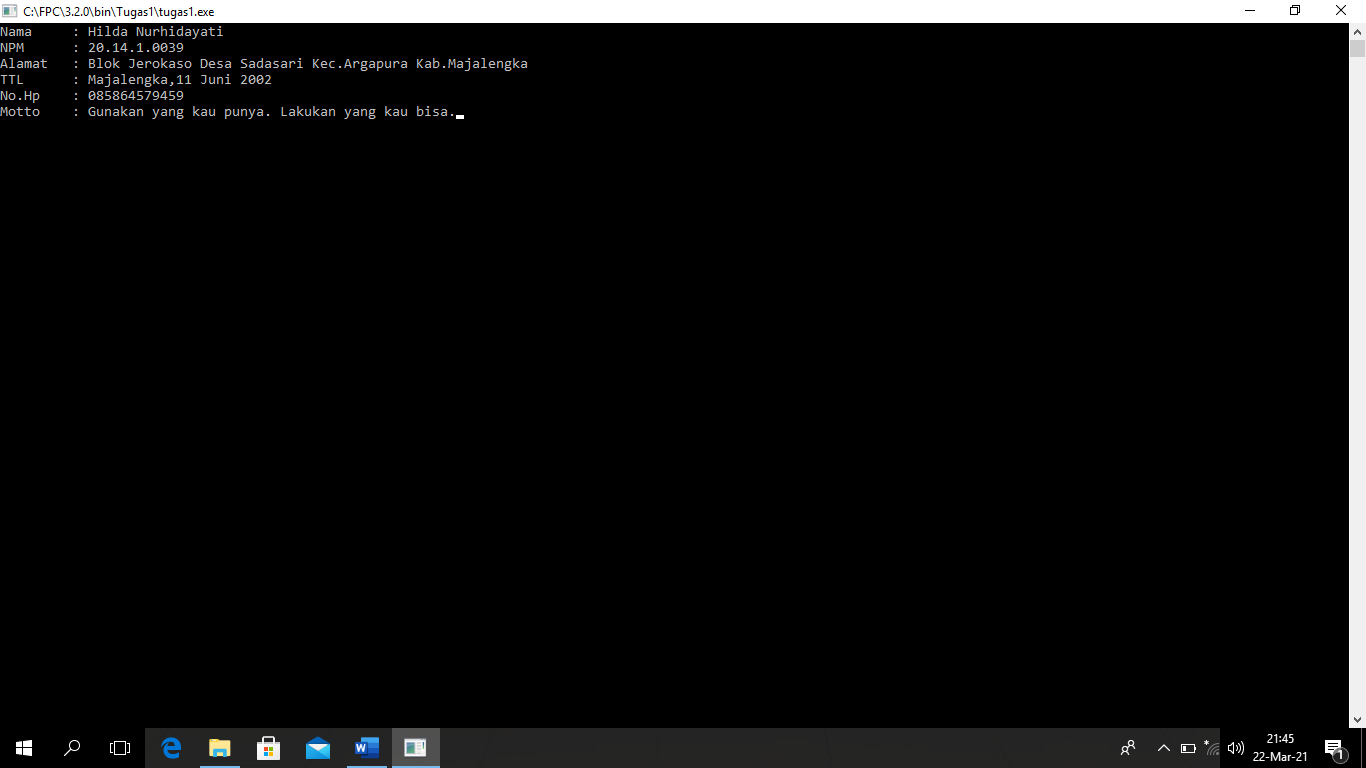 C:\FPC\3.2.0\bin\Tugas1\tugas1.exe
Nama     : Hilda Nurhidayati
NPM      : 20.14.1.0039
Alamat   : Blok Jerokaso Desa Sadasari Kec.Argapura Kab.Majalengka
TTL      : Majalengka,11 Juni 2002
No.Hp    : 085864579459
Motto    : Gunakan yang kau punya. Lakukan yang kau bisa.
21:45
22-Mar-21
1